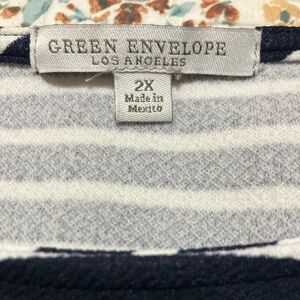 GREEN ENVELOPE
LOS ANGELES
2X
Made in
Mexico